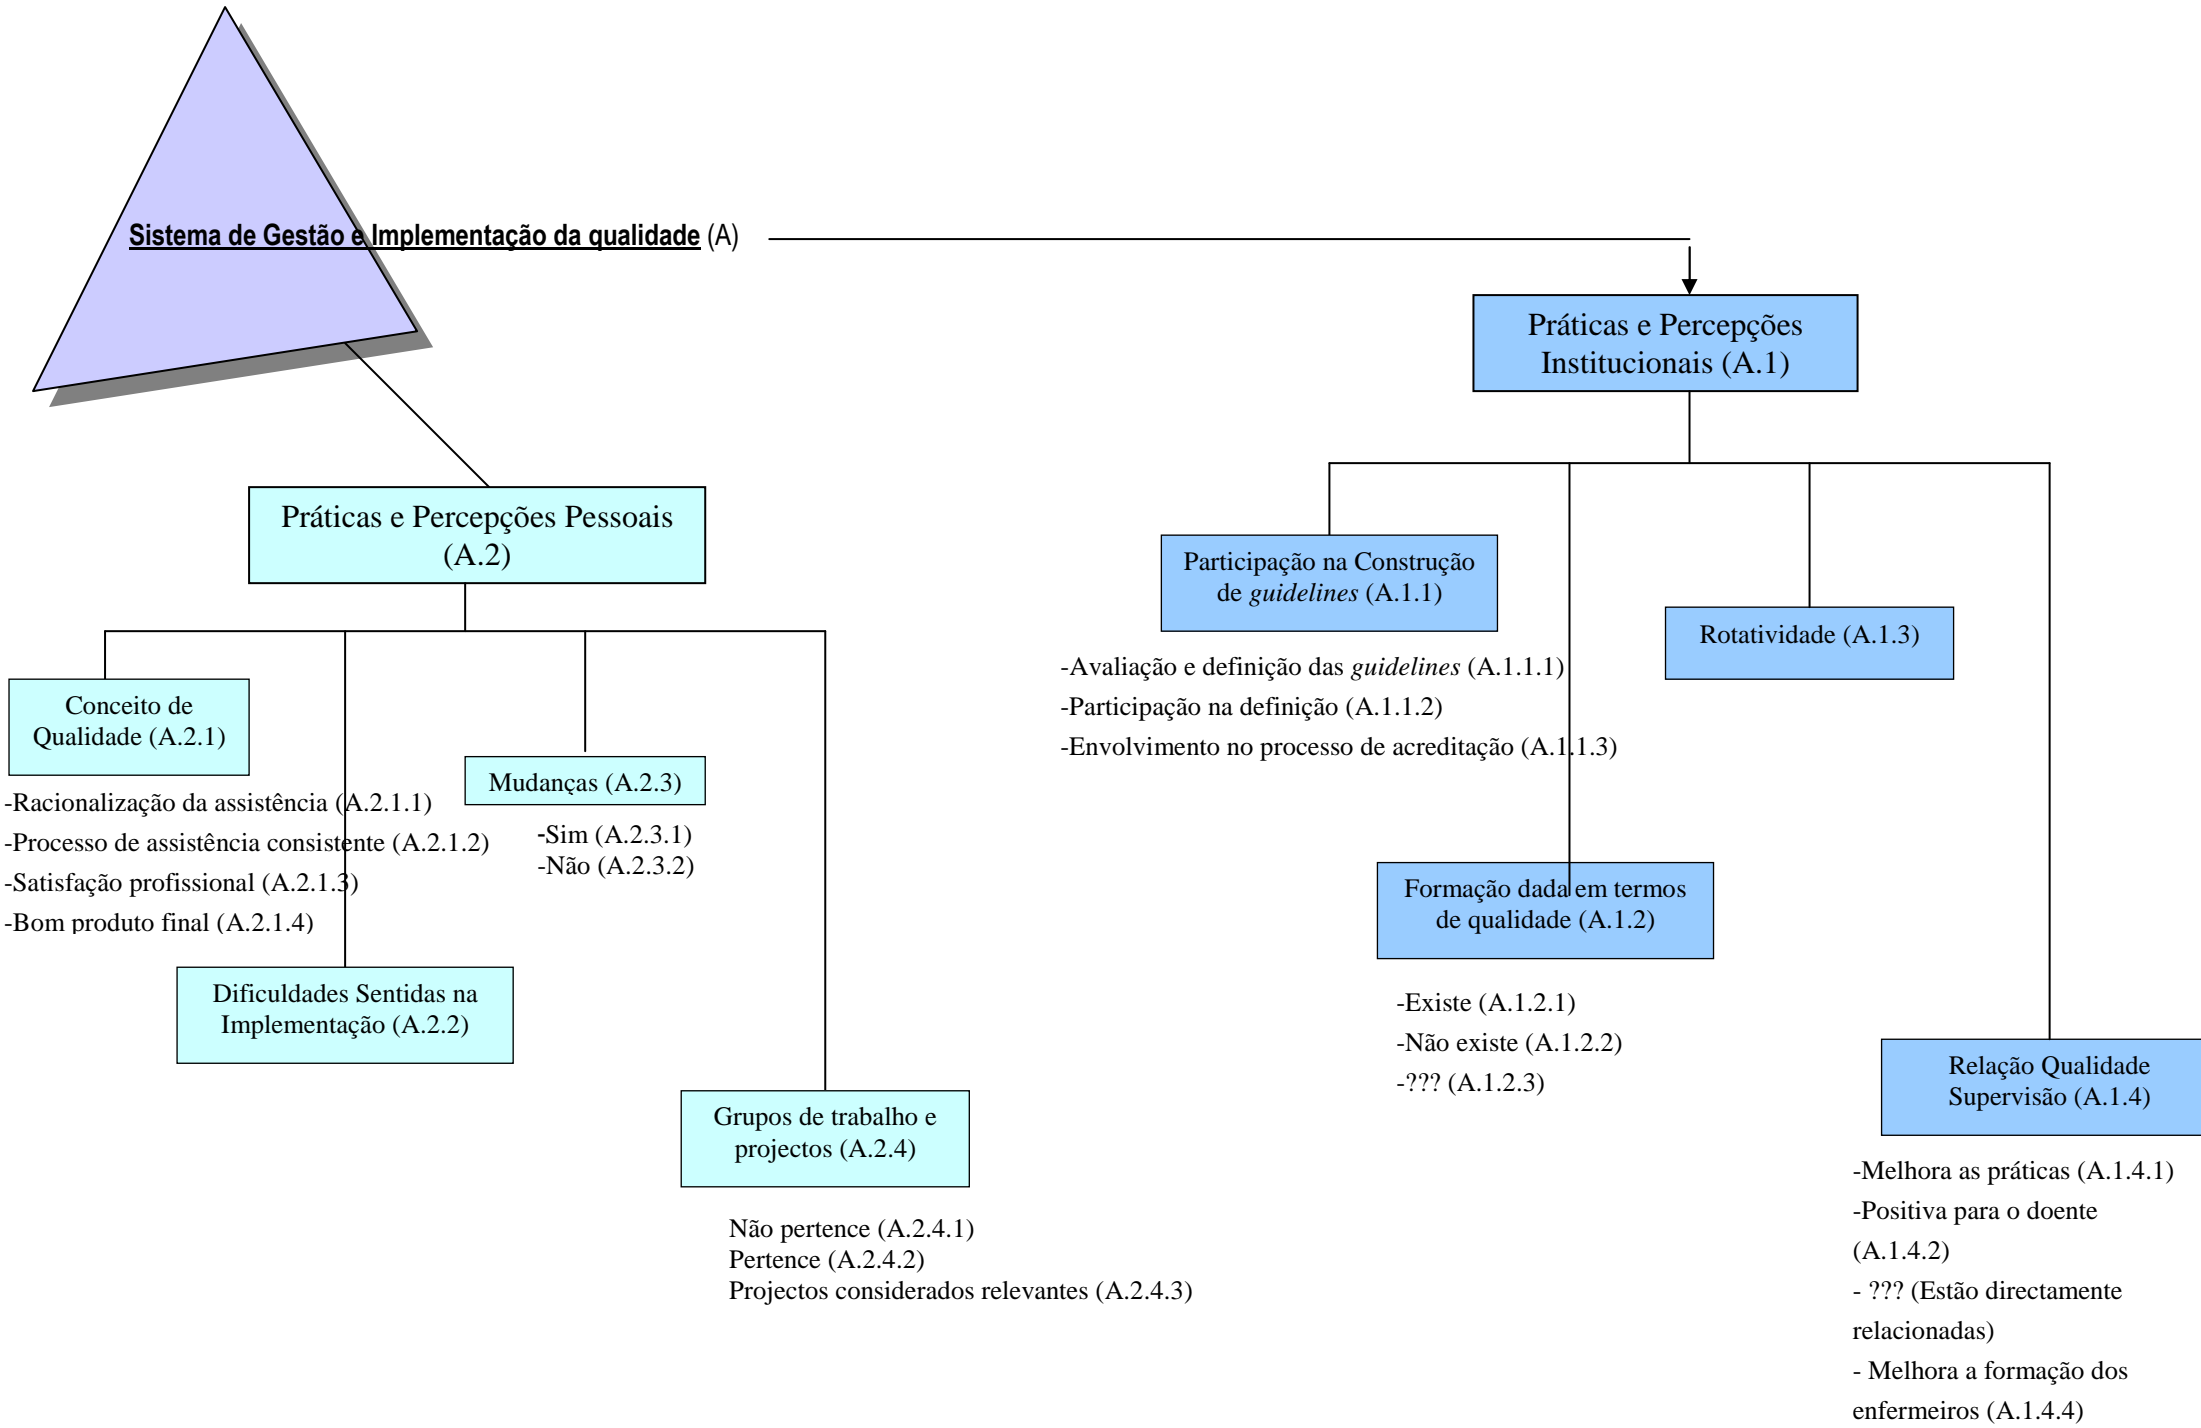 Sistema de Gestão e Implementação da qualidade (A)
Práticas e Percepções
Institucionais (A.1)
Práticas e Percepções Pessoais
(A.2)
Participação na Construção
de guidelines (A.1.1)
-Avaliação e definição das guidelines (A.1.1.1)
-Participação na definição (A.1.1.2)
-Envolvimento no processo de acreditação (A.1.1.3)
Rotatividade (A.1.3)
Conceito de
Qualidade (A.2.1)
-Racionalização da assistência (A.2.1.1)
-Processo de assistência consistente (A.2.1.2)
-Satisfação profissional (A.2.1.3)
-Bom produto final (A.2.1.4)
Mudanças (A.2.3)
-Sim (A.2.3.1)
-Não (A.2.3.2)
Formação dada em termos
de qualidade (A.1.2)
-Existe (A.1.2.1)
-Não existe (A.1.2.2)
-??? (A.1.2.3)
Dificuldades Sentidas na
Implementação (A.2.2)
Grupos de trabalho e
projectos (A.2.4)
Não pertence (A.2.4.1)
Pertence (A.2.4.2)
Projectos considerados relevantes (A.2.4.3)
Relação Qualidade
Supervisão (A.1.4)
-Melhora as práticas (A.1.4.1)
-Positiva para o doente
(A.1.4.2)
- ??? (Estão directamente
relacionadas)
- Melhora a formação dos
enfermeiros (A.1.4.4)